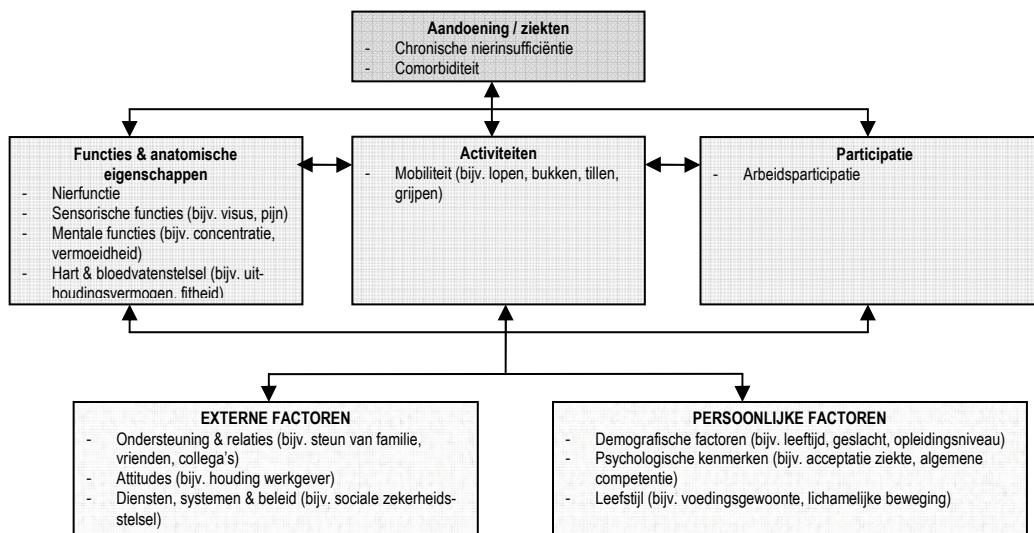 Aandoening / ziekten
- Chronische nierinsufficiëntie
- Comorbiditeit
Functies & anatomische
eigenschappen
- Nierfunctie
- Sensorische functies (bijv. visus, pijn)
- Mentale functies (bijv. concentratie,
vermoeidheid)
- Hart & bloedvatenstelsel (bijv. uit-
houdingsvermogen, fitheid)
Activiteiten
- Mobiliteit (bijv. lopen, bukken, tillen,
grijpen)
Participatie
- Arbeidsparticipatie
EXTERNE FACTOREN
- Ondersteuning & relaties (bijv. steun van familie,
vrienden, collega's)
- Attitudes (bijv. houding werkgever)
- Diensten, systemen & beleid (bijv. sociale zekerheids-
stelsel)
PERSOONLIJKE FACTOREN
- Demografische factoren (bijv. leeftijd, geslacht, opleidingsniveau)
- Psychologische kenmerken (bijv. acceptatie ziekte, algemene
competentie)
- Leefstijl (bijv. voedingsgewoonte, lichamelijke beweging)